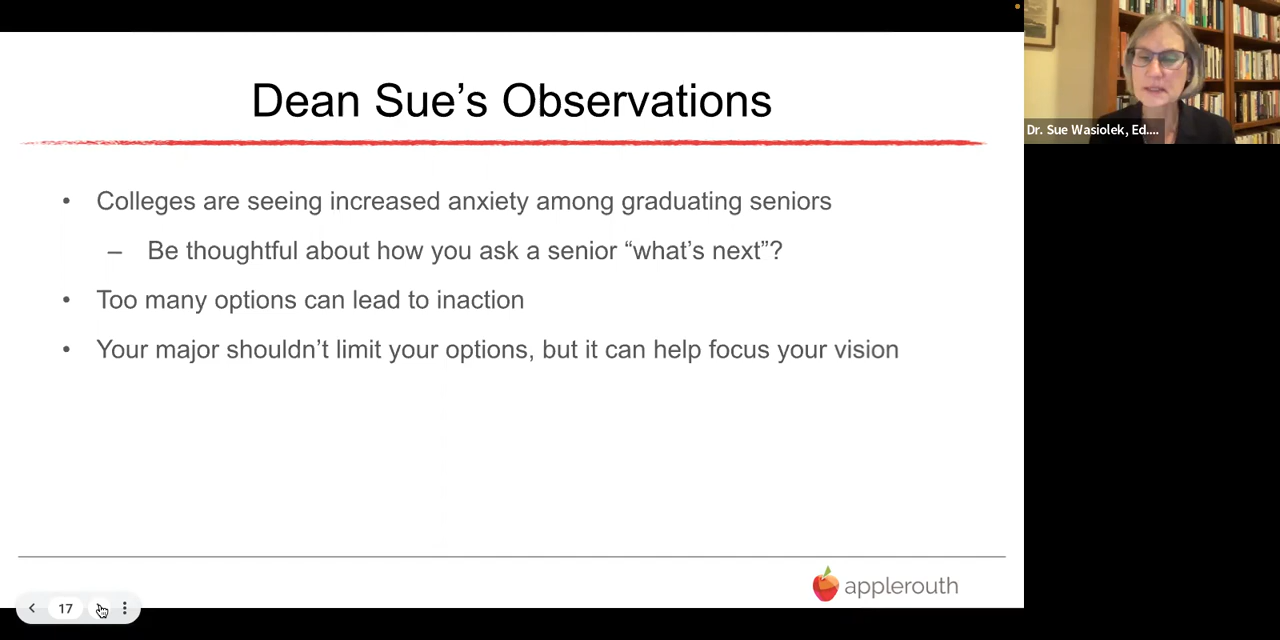 Dean Sue’s Observations
• Colleges are seeing increased anxiety among graduating seniors
– Be thoughtful about how you ask a senior “what’s next”?
• Too many options can lead to inaction
• Your major shouldn’t limit your options, but it can help focus your vision
applerouth
17
Dr. Sue Wasiolek, Ed....